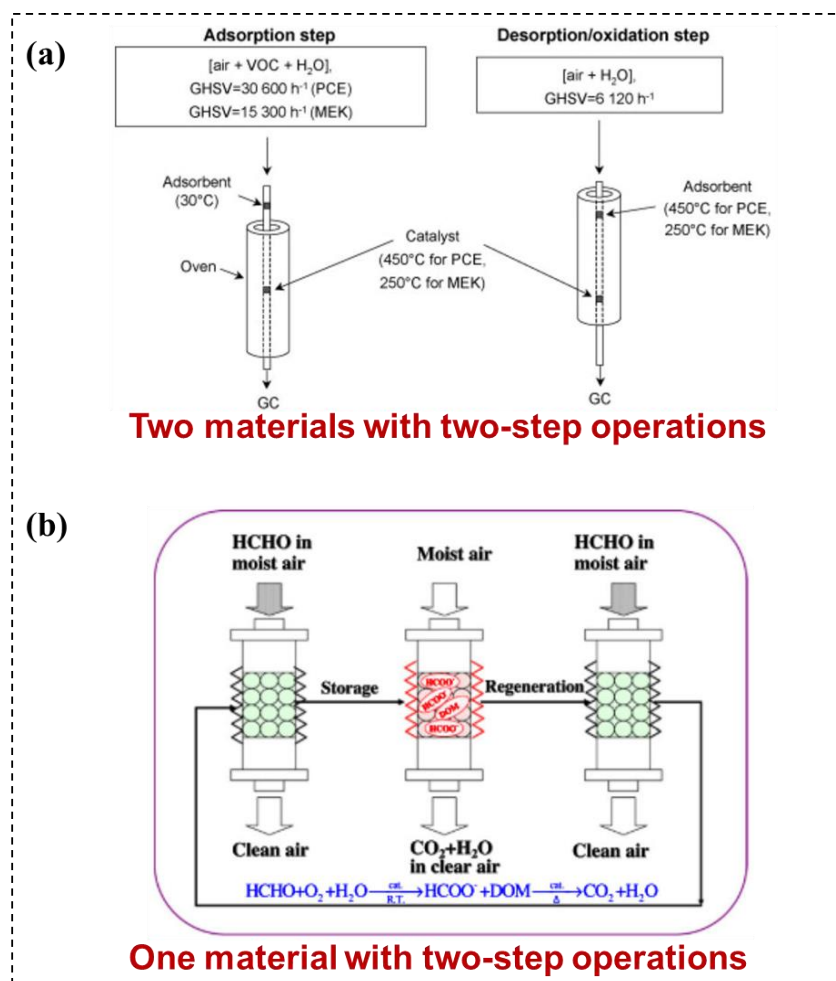 (a)
Adsorption step
[air + VOC + H₂O],
GHSV=30 600 h⁻¹ (PCE)
GHSV=15 300 h⁻¹ (MEK)
Desorption/oxidation step
[air + H₂O],
GHSV=6 120 h⁻¹
Adsorbent
(30°C)
Oven
Catalyst
(450°C for PCE,
250°C for MEK)
Adsorbent
(450°C for PCE,
250°C for MEK)
GC
GC
Two materials with two-step operations
(b)
HCHO in
moist air
Moist air
HCHO in
moist air
Storage
HCOO⁻
HCOO⁻
DOM
HCOO⁻
Regeneration
Clean air
CO₂+H₂O
in clear air
Clean air
HCHO+O₂+H₂O cat. R.T. HCOO⁻+DOM cat. Δ CO₂+H₂O
One material with two-step operations